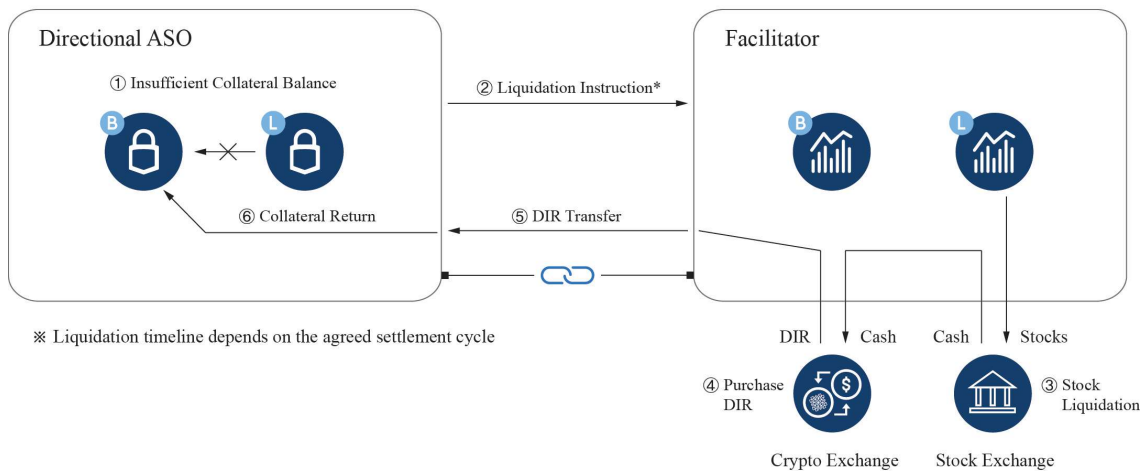 Directional ASO
① Insufficient Collateral Balance
B
L
⑥ Collateral Return
② Liquidation Instruction*
⑤ DIR Transfer
Facilitator
B
L
※ Liquidation timeline depends on the agreed settlement cycle
DIR
Cash
Cash
Stocks
④ Purchase
DIR
$
③ Stock
Liquidation
Crypto Exchange
Stock Exchange